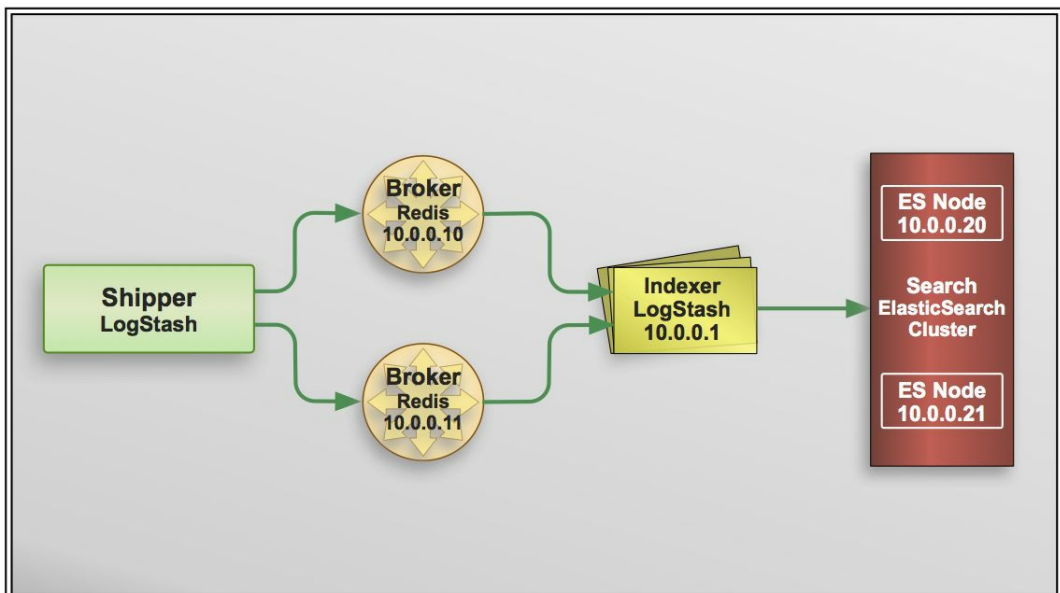 Shipper
LogStash
Broker
Redis
10.0.0.10
Broker
Redis
10.0.0.11
Indexer
LogStash
10.0.0.1
ES Node
10.0.0.20
Search
ElasticSearch
Cluster
ES Node
10.0.0.21